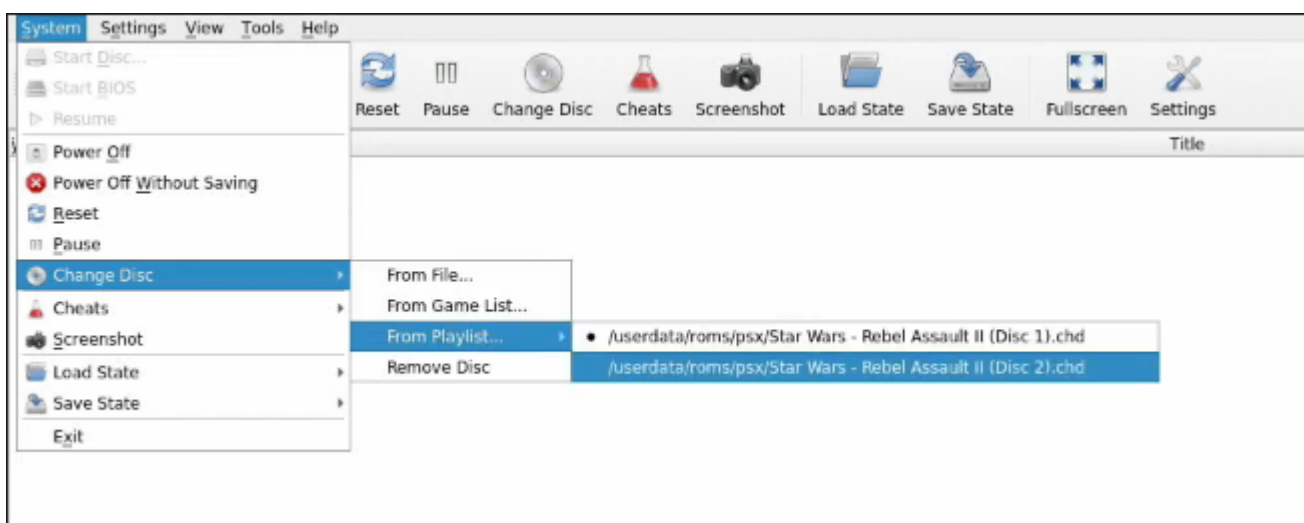 System Settings View Tools Help
Start Disc...
Start BIOS
Resume
Power Off
Power Off Without Saving
Reset
Pause
Change Disc
Cheats
Screenshot
Load State
Save State
Exit
Reset Pause Change Disc Cheats Screenshot Load State Save State Fullscreen Settings
Title
From File...
From Game List...
From Playlist...
Remove Disc
/userdata/roms/psx/Star Wars - Rebel Assault II (Disc 1).chd
/userdata/roms/psx/Star Wars - Rebel Assault II (Disc 2).chd